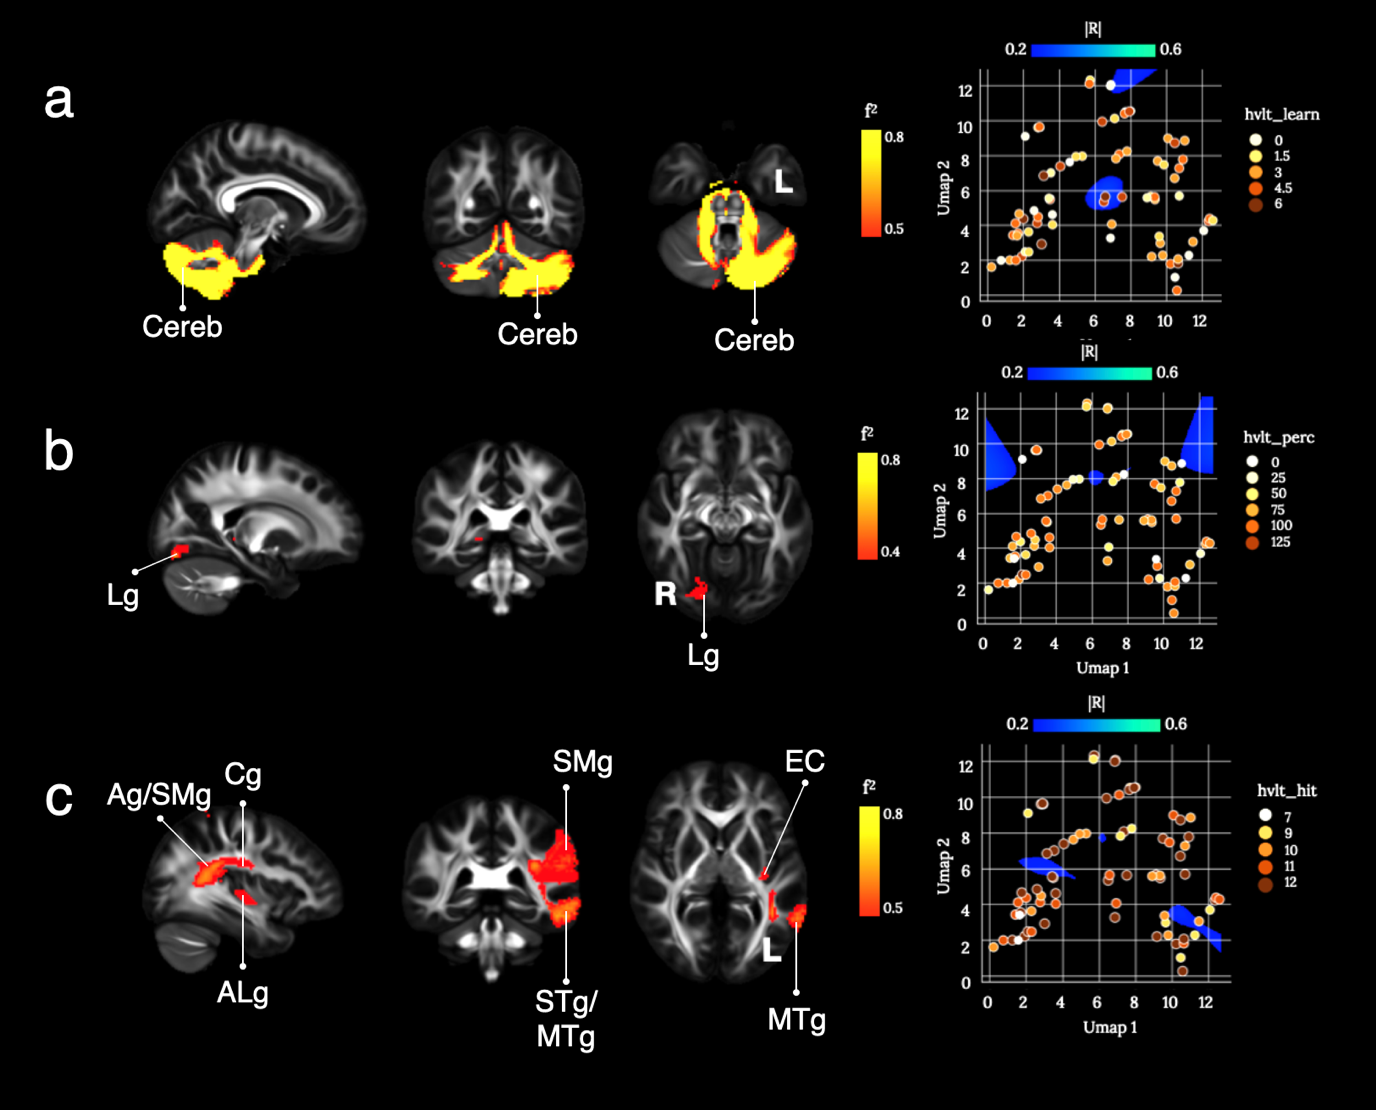 a
Cereb
Cereb
L
Cereb
f²
0.8
0.5
|R|
0.2 0.6
Umap 2
12
10
8
6
4
2
0
0 2 4 6 8 10 12
hvlt_learn
0
1.5
3
4.5
6
b
Lg
R
Lg
f²
0.8
0.4
|R|
0.2 0.6
Umap 2
12
10
8
6
4
2
0
0 2 4 6 8 10 12
Umap 1
hvlt_perc
0
25
50
75
100
125
c
Ag/SMg
Cg
ALg
SMg
STg/
MTg
EC
L
MTg
f²
0.8
0.5
|R|
0.2 0.6
Umap 2
12
10
8
6
4
2
0
0 2 4 6 8 10 12
Umap 1
hvlt_hit
7
9
10
11
12